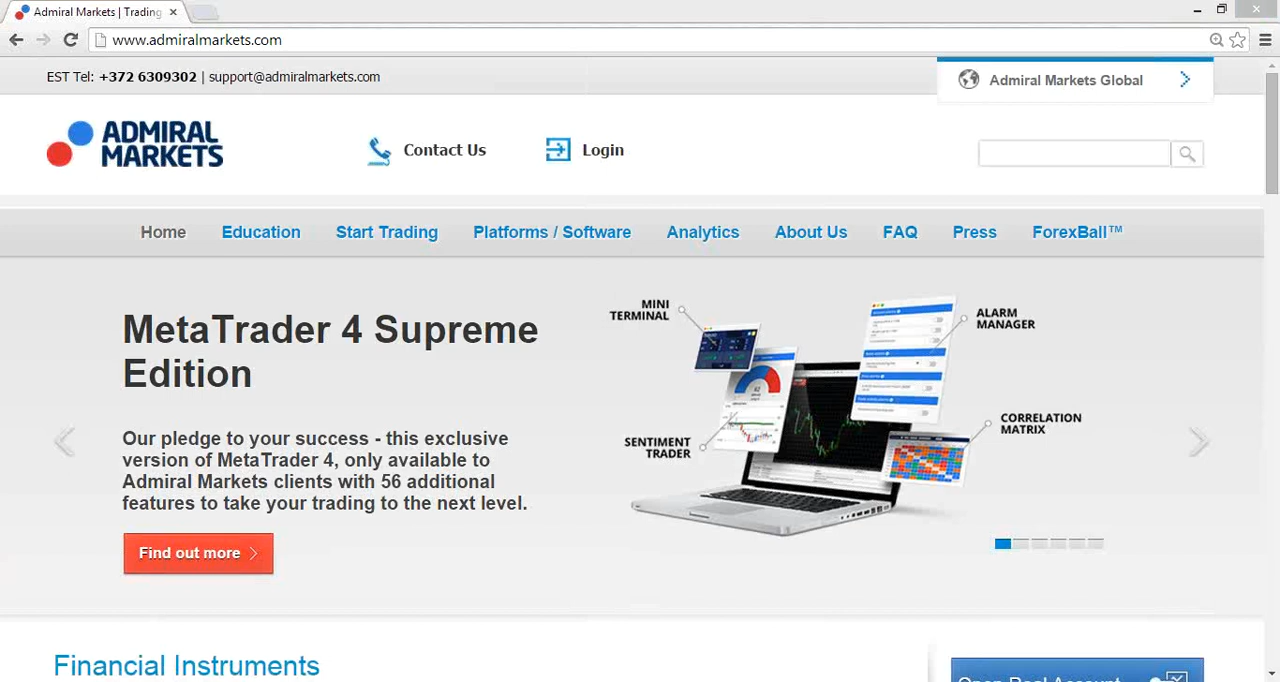 Admiral Markets | Trading
www.admiralmarkets.com
EST Tel: +372 6309302 | support@admiralmarkets.com
Admiral Markets Global
ADMIRAL
MARKETS
Contact Us
Login
Home Education Start Trading Platforms / Software Analytics About Us FAQ Press ForexBall™
MetaTrader 4 Supreme
Edition
Our pledge to your success - this exclusive
version of MetaTrader 4, only available to
Admiral Markets clients with 56 additional
features to take your trading to the next level.
Find out more
MINI
TERMINAL
ALARM
MANAGER
SENTIMENT
TRADER
CORRELATION
MATRIX
Financial Instruments
Open Real Account